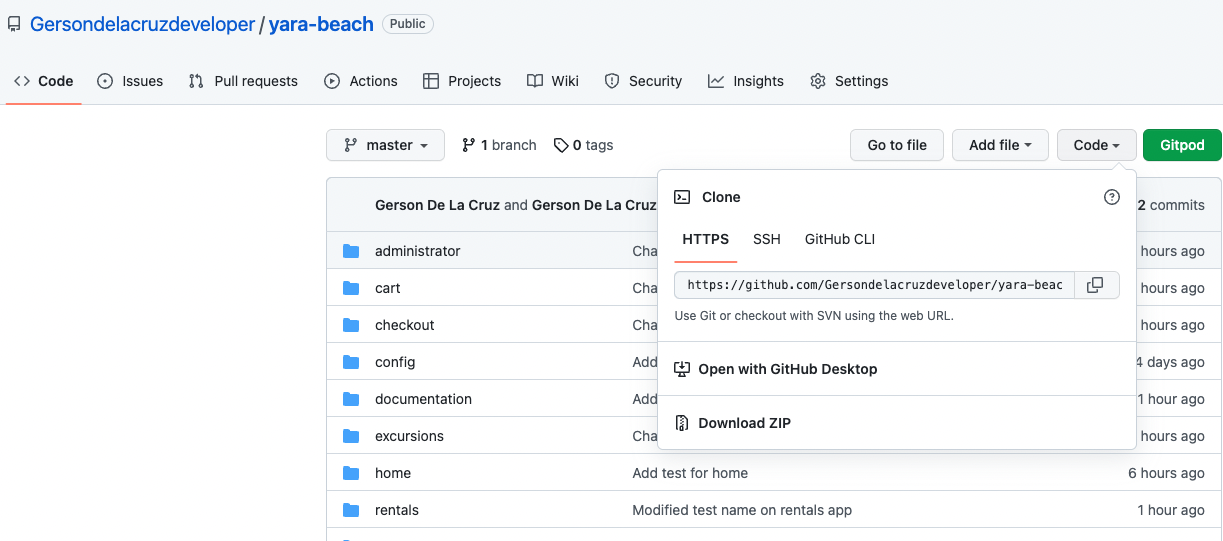 Gersondelacruzdeveloper / yara-beach Public
Code Issues Pull requests Actions Projects Wiki Security Insights Settings
master 1 branch 0 tags Go to file Add file Code Gitpod
Gerson De La Cruz and Gerson De La Cruz 2 commits
Clone
HTTPS SSH GitHub CLI
https://github.com/Gersondelacruzdeveloper/yara-beac
Use Git or checkout with SVN using the web URL.
Open with GitHub Desktop
Download ZIP
administrator Cha hours ago
cart Cha hours ago
checkout Cha hours ago
config Add 4 days ago
documentation Add 1 hour ago
excursions Cha hours ago
home Add test for home 6 hours ago
rentals Modified test name on rentals app 1 hour ago